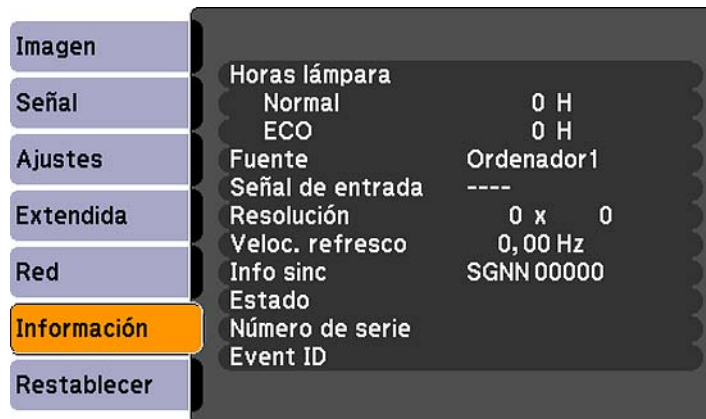 Imagen
Señal
Ajustes
Extendida
Red
Información
Restablecer
Horas lámpara
Normal 0 H
ECO 0 H
Fuente Ordenador1
Señal de entrada ----
Resolución 0 x 0
Veloc. refresco 0,00 Hz
Info sinc SGNN 00000
Estado
Número de serie
Event ID